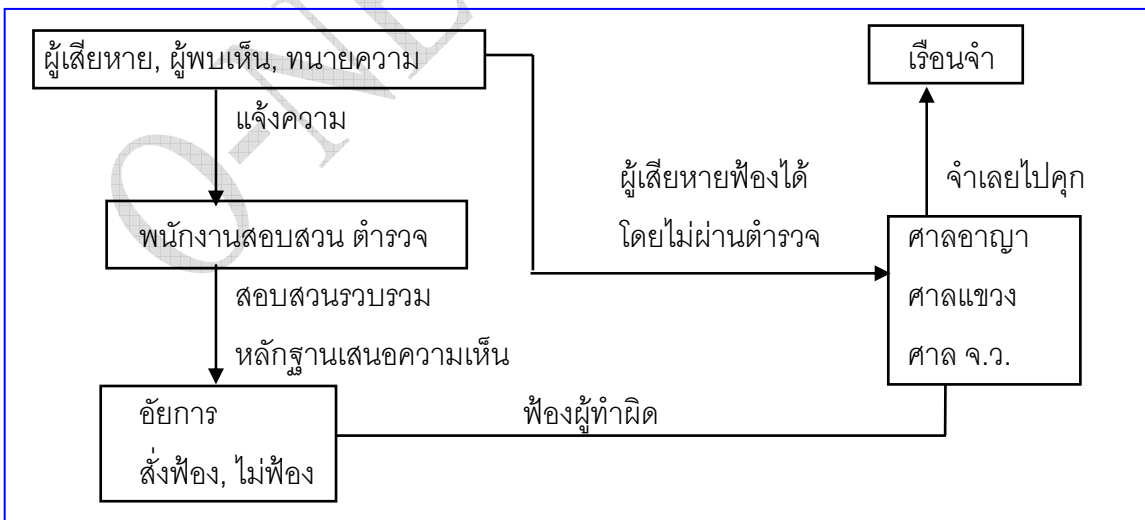 ผู้เสียหาย, ผู้พบเห็น, ทนายความ
เรือนจำ
แจ้งความ
ผู้เสียหายฟ้องได้
โดยไม่ผ่านตำรวจ
จำเลยไปคุก
พนักงานสอบสวน ตำรวจ
ศาลอาญา
ศาลแขวง
ศาล จ.ว.
สอบสวนรวบรวม
หลักฐานเสนอความเห็น
อัยการ
สั่งฟ้อง, ไม่ฟ้อง
ฟ้องผู้ทำผิด
O-NE